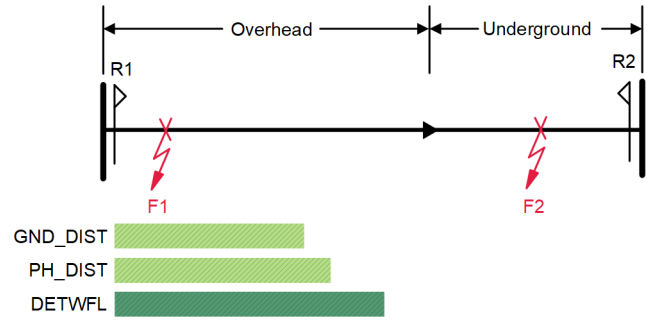 Overhead
Underground
R1
R2
F1
F2
GND_DIST
PH_DIST
DETWFL